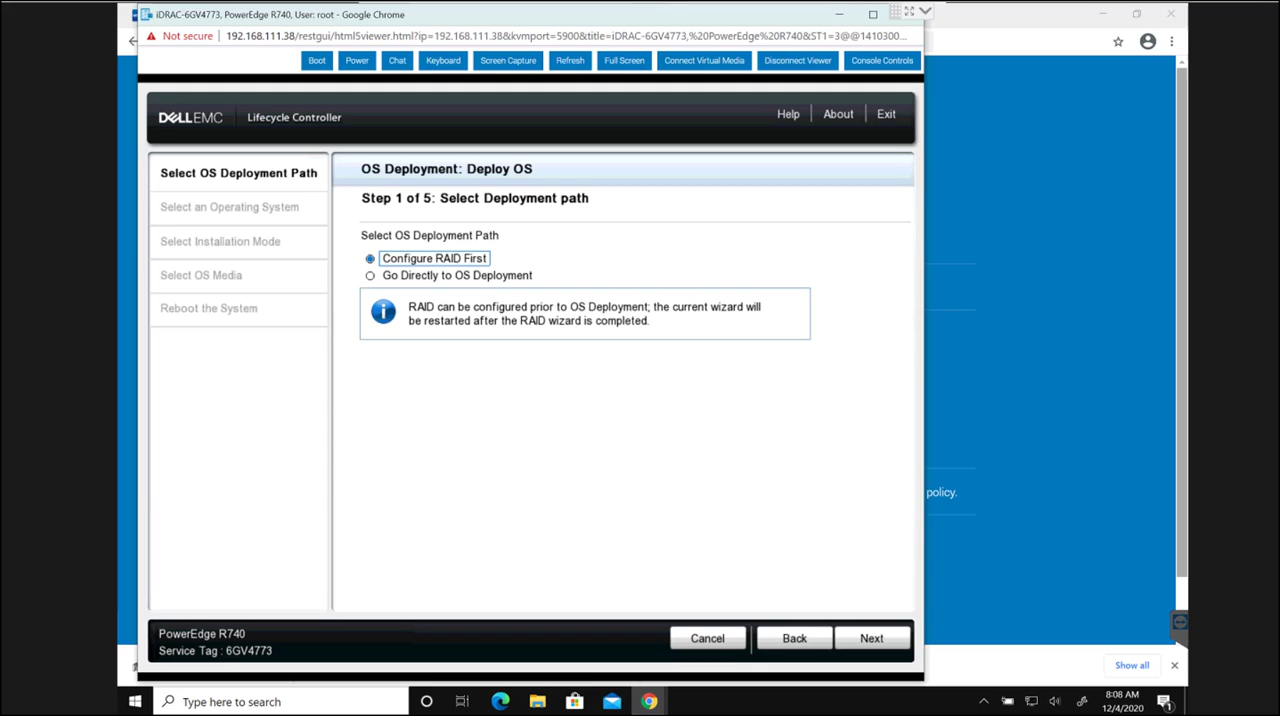 iDRAC-6GV4773, PowerEdge R740, User: root - Google Chrome
Not secure
192.168.111.38/restgui/html5viewer.html?ip=192.168.111.38&kvmport=5900&title=iDRAC-6GV4773,%20PowerEdge%20R740&ST1=3@@1410300...
Boot Power Chat Keyboard Screen Capture Refresh Full Screen Connect Virtual Media Disconnect Viewer Console Controls
DELLEMC Lifecycle Controller
Help About Exit
Select OS Deployment Path
Select an Operating System
Select Installation Mode
Select OS Media
Reboot the System
OS Deployment: Deploy OS
Step 1 of 5: Select Deployment path
Select OS Deployment Path
Configure RAID First
Go Directly to OS Deployment
i
RAID can be configured prior to OS Deployment; the current wizard will
be restarted after the RAID wizard is completed.
policy.
PowerEdge R740
Service Tag : 6GV4773
Cancel Back Next
Show all
Type here to search
8:08 AM
12/4/2020
1